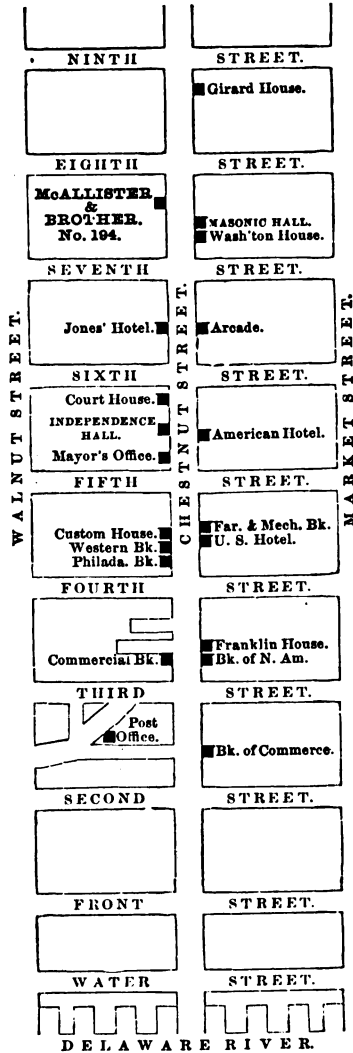 NINTH STREET.
Girard House.
EIGHTH STREET.
McALLISTER
&
BROTHER.
No. 194.
MASONIC HALL.
Wash'ton House.
SEVENTH STREET.
WALNUT STREET.
CHESTNUT STREET.
MARKET STREET.
Jones' Hotel.
Arcade.
SIXTH STREET.
Court House.
INDEPENDENCE
HALL.
Mayor's Office.
American Hotel.
FIFTH STREET.
Custom House.
Western Bk.
Philada. Bk.
Far. & Mech. Bk.
U. S. Hotel.
FOURTH STREET.
Commercial Bk.
Franklin House.
Bk. of N. Am.
THIRD STREET.
Post
Office.
Bk. of Commerce.
SECOND STREET.
FRONT STREET.
WATER STREET.
DELAWARE RIVER.